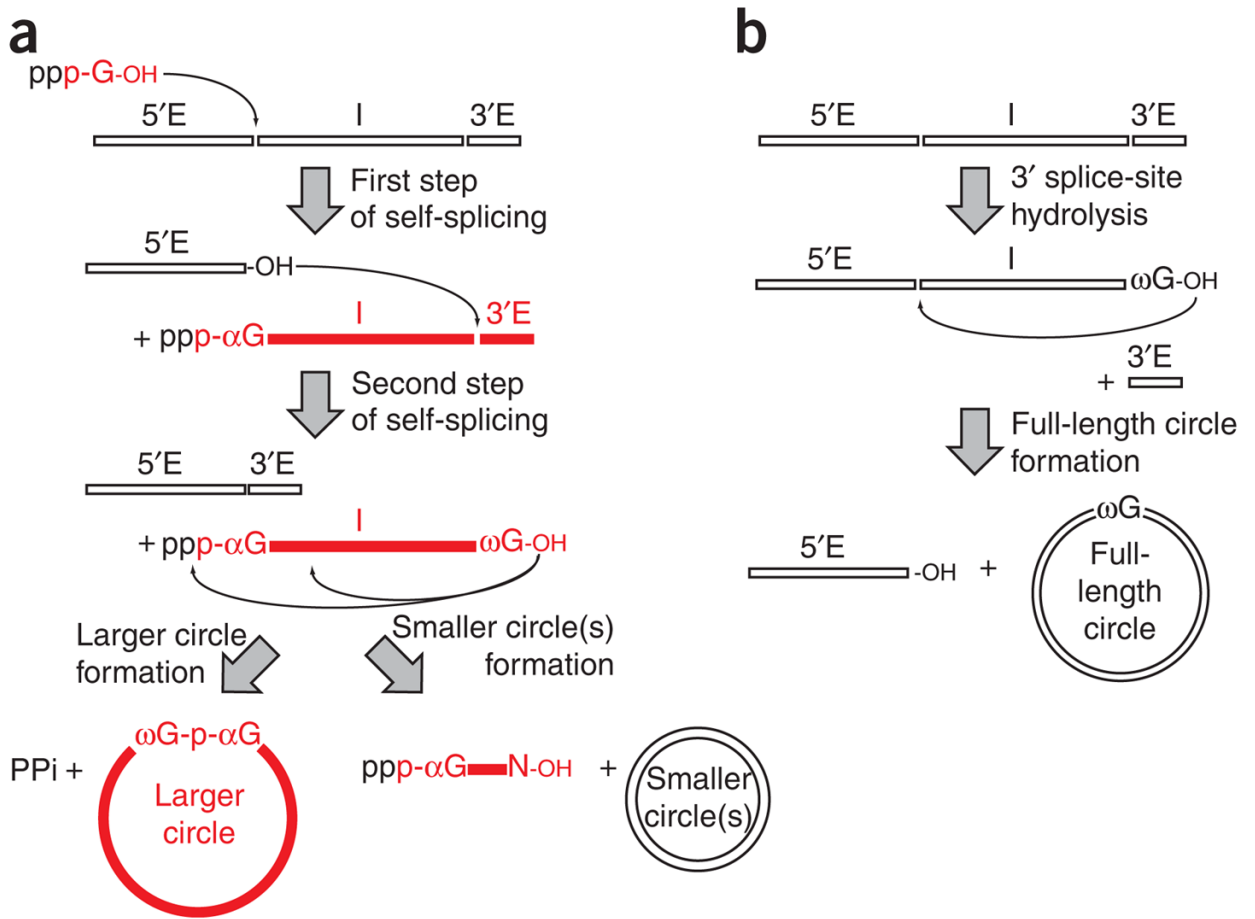 a
ppp-G-OH
5′E I 3′E
First step
of self-splicing
5′E
-OH
I 3′E
+ ppp-αG
Second step
of self-splicing
5′E 3′E
I
+ ppp-αG ωG-OH
Larger circle
formation
Smaller circle(s)
formation
ωG-p-αG
PPi +
Larger
circle
ppp-αG N-OH +
Smaller
circle(s)
b
5′E I 3′E
3′ splice-site
hydrolysis
5′E I
ωG-OH
3′E
+
Full-length circle
formation
ωG
5′E
-OH +
Full-
length
circle